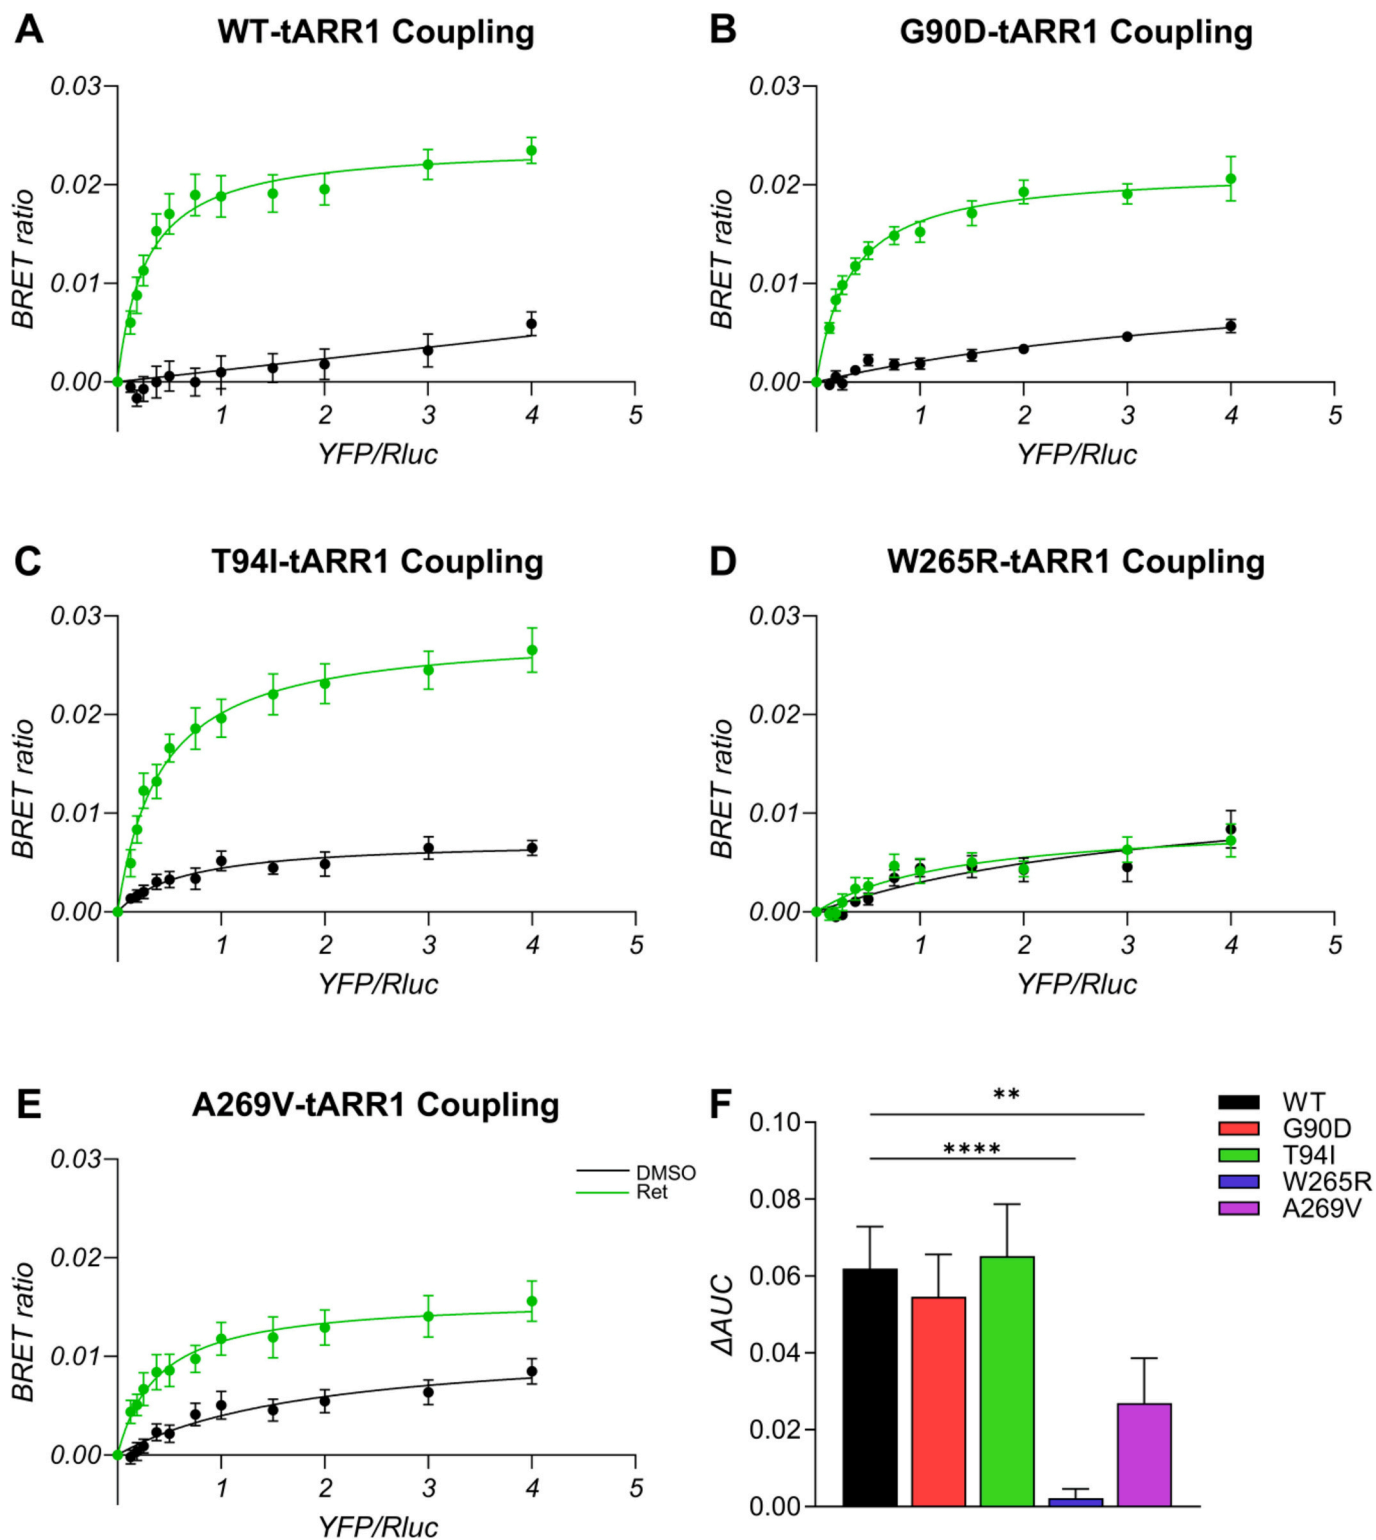 A
WT-tARR1 Coupling
0.03
0.02
0.01
0.00
BRET ratio
1
2
3
4
5
YFP/Rluc
B
G90D-tARR1 Coupling
0.03
0.02
0.01
0.00
BRET ratio
1
2
3
4
5
YFP/Rluc
C
T94I-tARR1 Coupling
0.03
0.02
0.01
0.00
BRET ratio
1
2
3
4
5
YFP/Rluc
D
W265R-tARR1 Coupling
0.03
0.02
0.01
0.00
BRET ratio
1
2
3
4
5
YFP/Rluc
E
A269V-tARR1 Coupling
0.03
0.02
0.01
0.00
BRET ratio
1
2
3
4
5
YFP/Rluc
DMSO
Ret
F
0.10
0.08
0.06
0.04
0.02
0.00
ΔAUC
**
****
WT
G90D
T94I
W265R
A269V